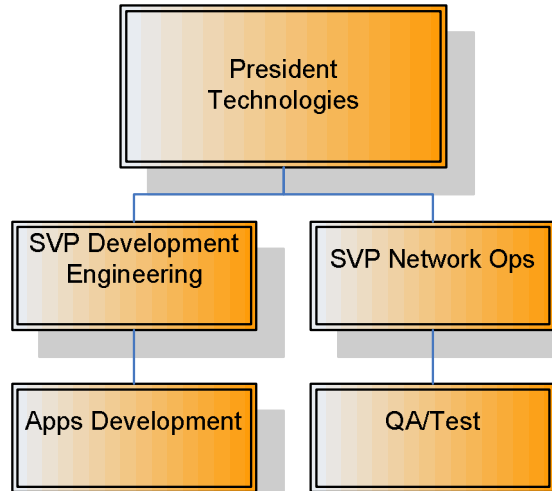 President
Technologies
SVP Development
Engineering
SVP Network Ops
Apps Development
QA/Test